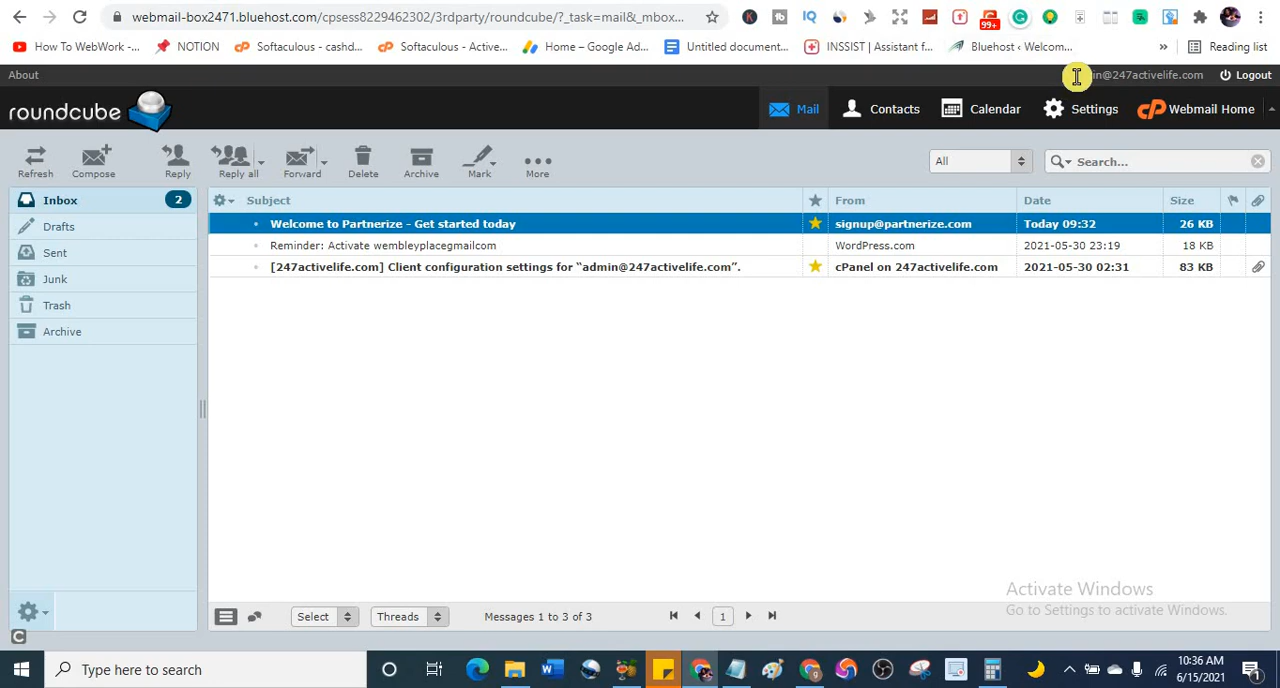 webmail-box2471.bluehost.com/cpsess8229462302/3rdparty/roundcube/?_task=mail&_mbox...
99+
How To WebWork -...
NOTION
Softaculous - cashd...
Softaculous - Active...
Home – Google Ad...
Untitled document...
INSSIST | Assistant f...
Bluehost ‹ Welcom...
»
Reading list
About
in@247activelife.com
Logout
roundcube
Mail
Contacts
Calendar
Settings
Webmail Home
Refresh
Compose
Reply
Reply all
Forward
Delete
Archive
Mark
More
All
Search...
Inbox 2
Drafts
Sent
Junk
Trash
Archive
Subject From Date Size
Welcome to Partnerize - Get started today signup@partnerize.com Today 09:32 26 KB
Reminder: Activate wembleyplacegmailcom WordPress.com 2021-05-30 23:19 18 KB
[247activelife.com] Client configuration settings for “admin@247activelife.com”. cPanel on 247activelife.com 2021-05-30 02:31 83 KB
Activate Windows
Go to Settings to activate Windows.
Select
Threads
Messages 1 to 3 of 3
1
Type here to search
10:36 AM
6/15/2021
1